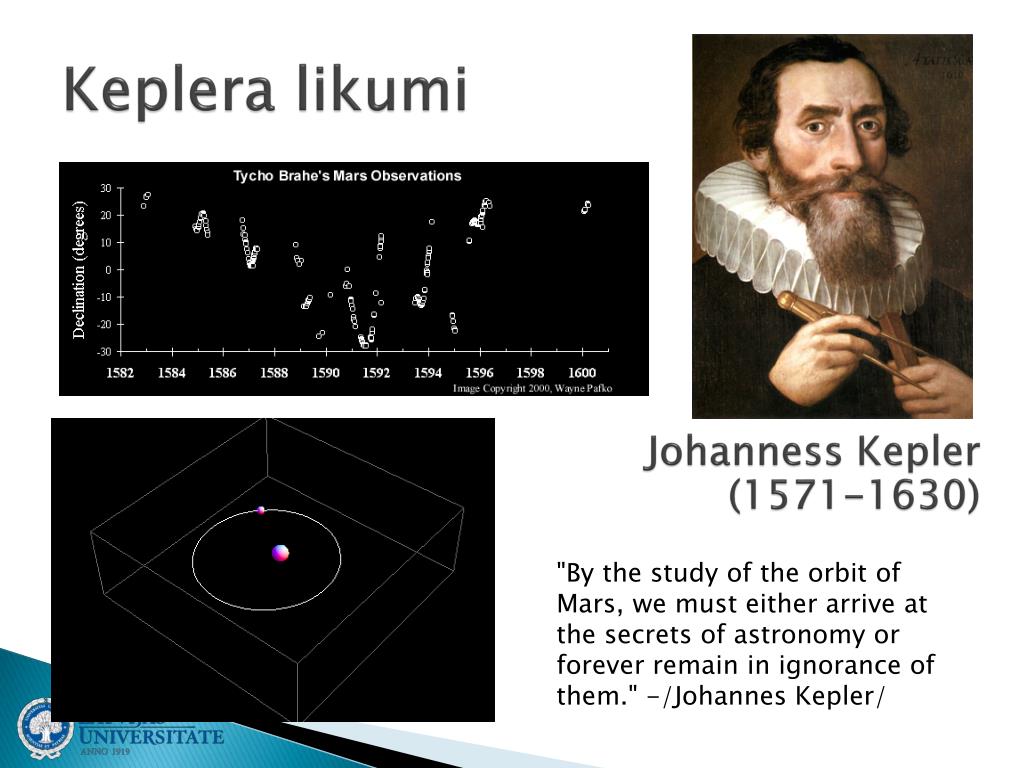 Keplera likumi
Tycho Brahe's Mars Observations
Declination (degrees)
30
20
10
0
-10
-20
-30
1582 1584 1586 1588 1590 1592 1594 1596 1598 1600
Image Copyright 2000, Wayne Pafko
Johanness Kepler
(1571-1630)
"By the study of the orbit of
Mars, we must either arrive at
the secrets of astronomy or
forever remain in ignorance of
them." -/Johannes Kepler/
UNIVERSITATE
ANNO 1919